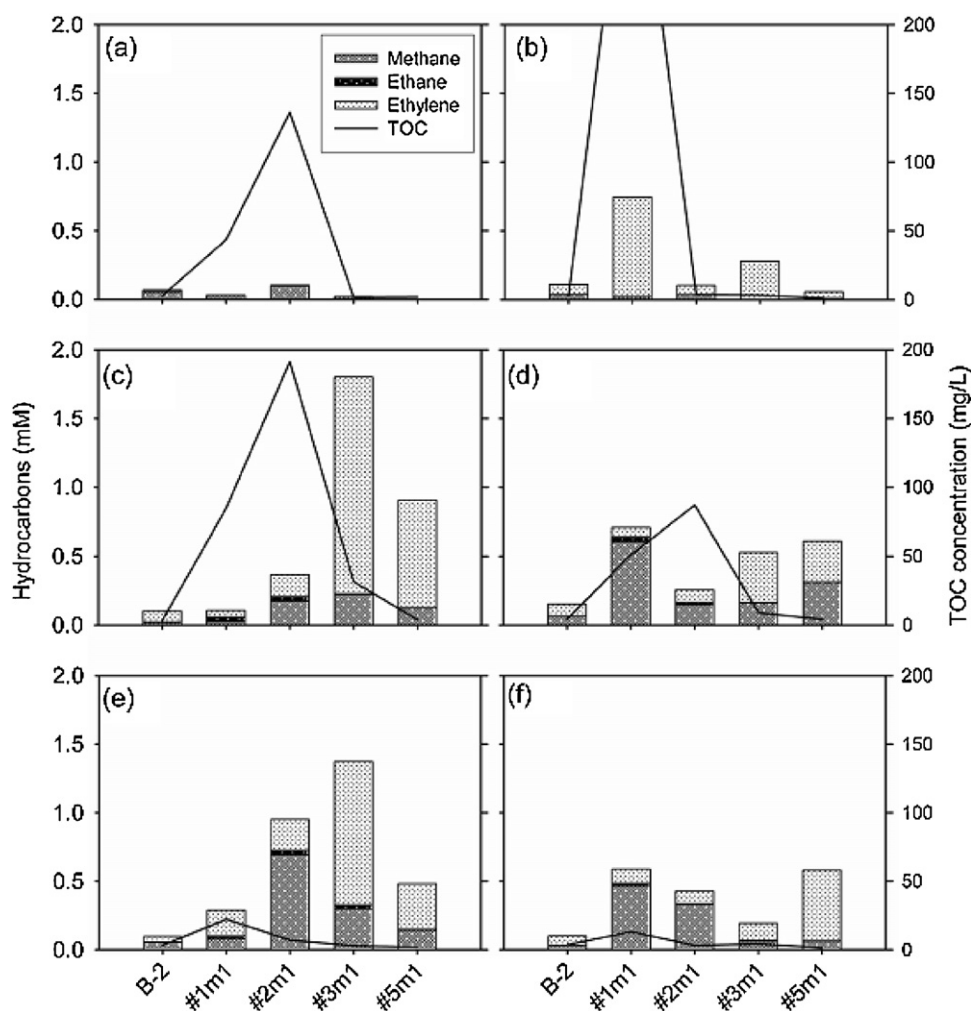 (a)
Methane
Ethane
Ethylene
TOC
2.0
1.5
1.0
0.5
0.0
(b)
200
150
100
50
0
(c)
2.0
1.5
1.0
0.5
0.0
(d)
200
150
100
50
0
Hydrocarbons (mM)
TOC concentration (mg/L)
(e)
2.0
1.5
1.0
0.5
0.0
(f)
200
150
100
50
0
B-2
#1m1
#2m1
#3m1
#5m1
B-2
#1m1
#2m1
#3m1
#5m1